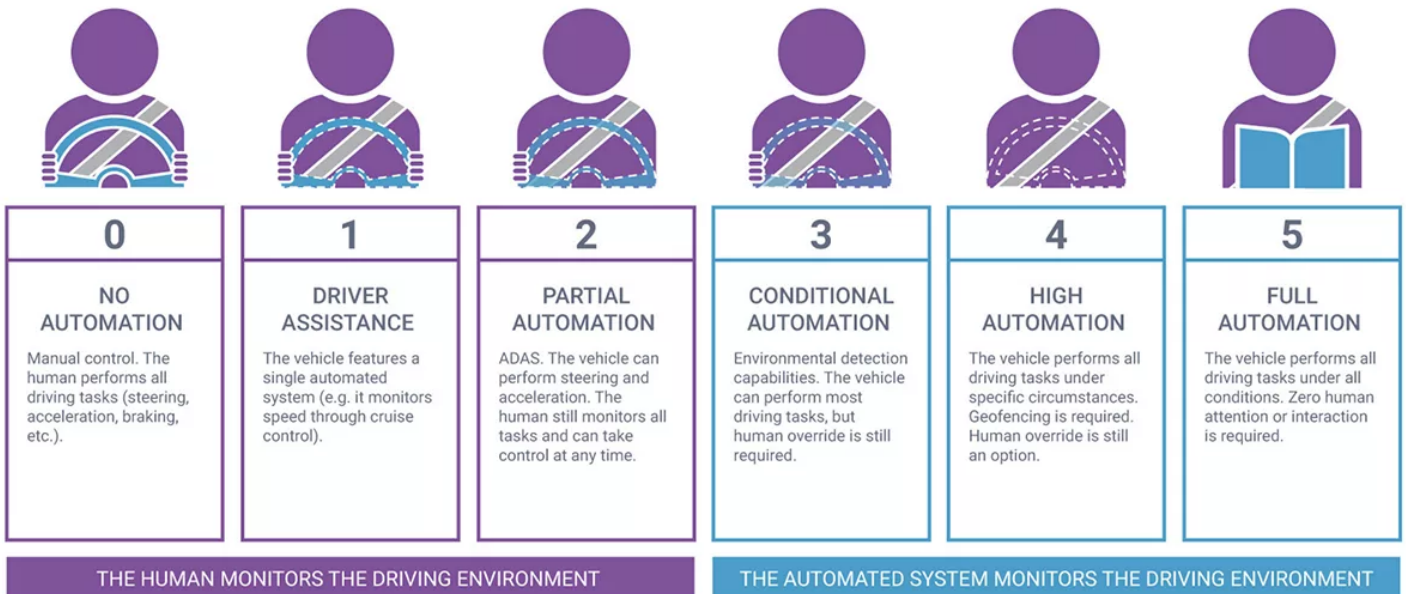 0
NO
AUTOMATION
Manual control. The
human performs all
driving tasks (steering,
acceleration, braking,
etc.).
1
DRIVER
ASSISTANCE
The vehicle features a
single automated
system (e.g. it monitors
speed through cruise
control).
2
PARTIAL
AUTOMATION
ADAS. The vehicle can
perform steering and
acceleration. The
human still monitors all
tasks and can take
control at any time.
3
CONDITIONAL
AUTOMATION
Environmental detection
capabilities. The vehicle
can perform most
driving tasks, but
human override is still
required.
4
HIGH
AUTOMATION
The vehicle performs all
driving tasks under
specific circumstances.
Geofencing is required.
Human override is still
an option.
5
FULL
AUTOMATION
The vehicle performs all
driving tasks under all
conditions. Zero human
attention or interaction
is required.
THE HUMAN MONITORS THE DRIVING ENVIRONMENT
THE AUTOMATED SYSTEM MONITORS THE DRIVING ENVIRONMENT